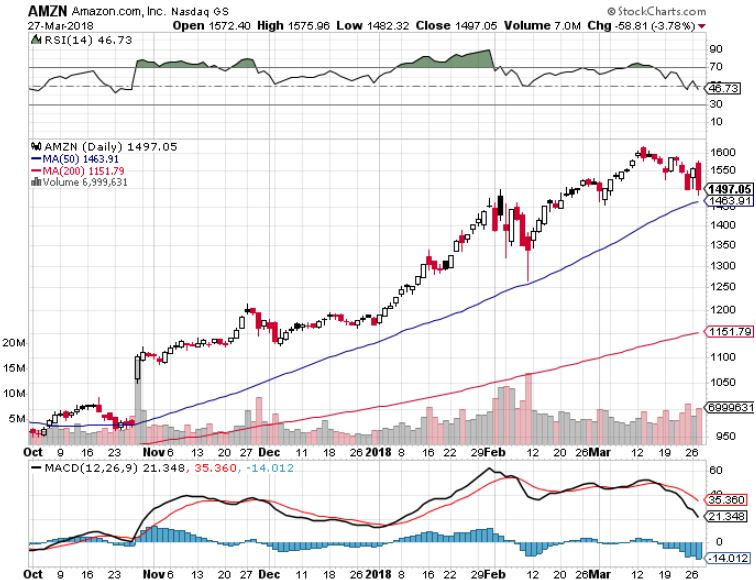 AMZN Amazon.com, Inc. Nasdaq GS © StockCharts.com
27-Mar-2018 Open 1572.40 High 1575.96 Low 1482.32 Close 1497.05 Volume 7.0M Chg -58.81 (-3.78%)
RSI(14) 46.73
90
70
46.73
30
10
AMZN (Daily) 1497.05
MA(50) 1463.91
MA(200) 1151.79
Volume 6,999,631
1600
1550
1497.05
1463.91
1400
1350
1300
1250
1200
1151.79
1100
1050
6999631
950
20M
15M
10M
5M
Oct 9 16 23 Nov 6 13 20 27 Dec 11 18 26 2018 8 16 22 29 Feb 12 20 26 Mar 12 19 26
MACD(12,26,9) 21.348, 35.360, -14.012
60
35.360
21.348
0
-14.012
Oct 9 16 23 Nov 6 13 20 27 Dec 11 18 26 2018 8 16 22 29 Feb 12 20 26 Mar 12 19 26